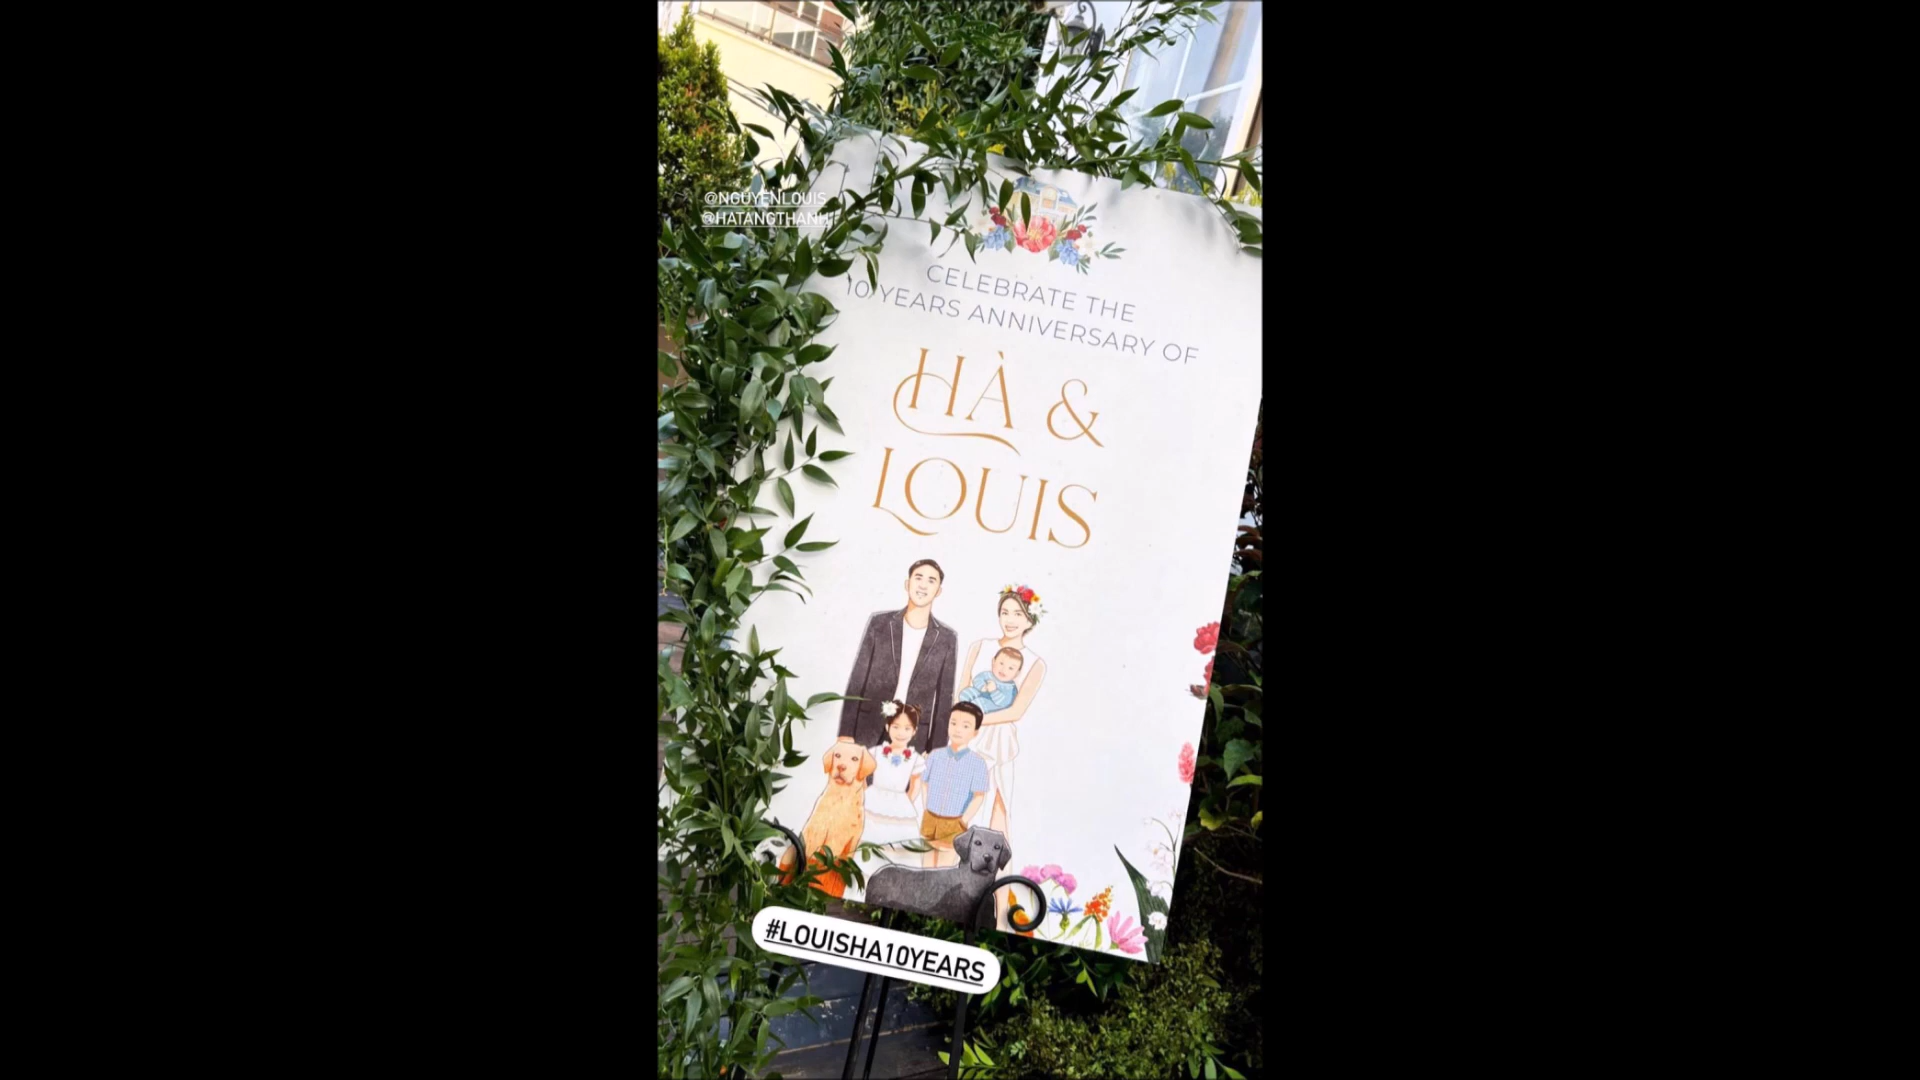 @NGUYENLOUIS
@HATANGTHANH
CELEBRATE THE
10 YEARS ANNIVERSARY OF
HÀ &
LOUIS
#LOUISHA10YEARS